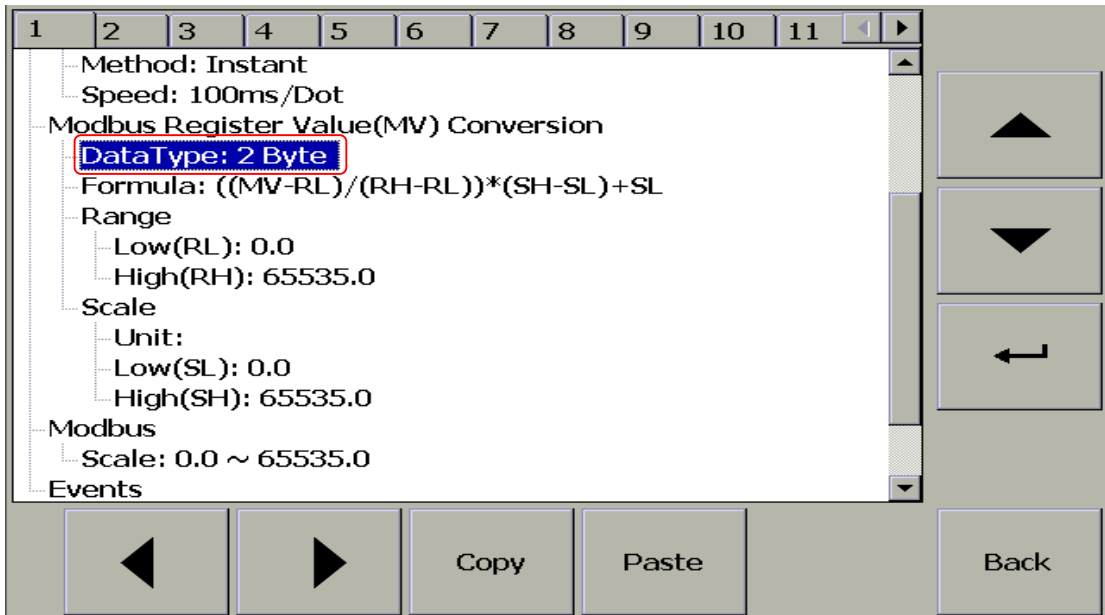 1 2 3 4 5 6 7 8 9 10 11
Method: Instant
Speed: 100ms/Dot
Modbus Register Value(MV) Conversion
DataType: 2 Byte
Formula: ((MV-RL)/(RH-RL))*(SH-SL)+SL
Range
Low(RL): 0.0
High(RH): 65535.0
Scale
Unit:
Low(SL): 0.0
High(SH): 65535.0
Modbus
Scale: 0.0 ~ 65535.0
Events
Copy Paste Back